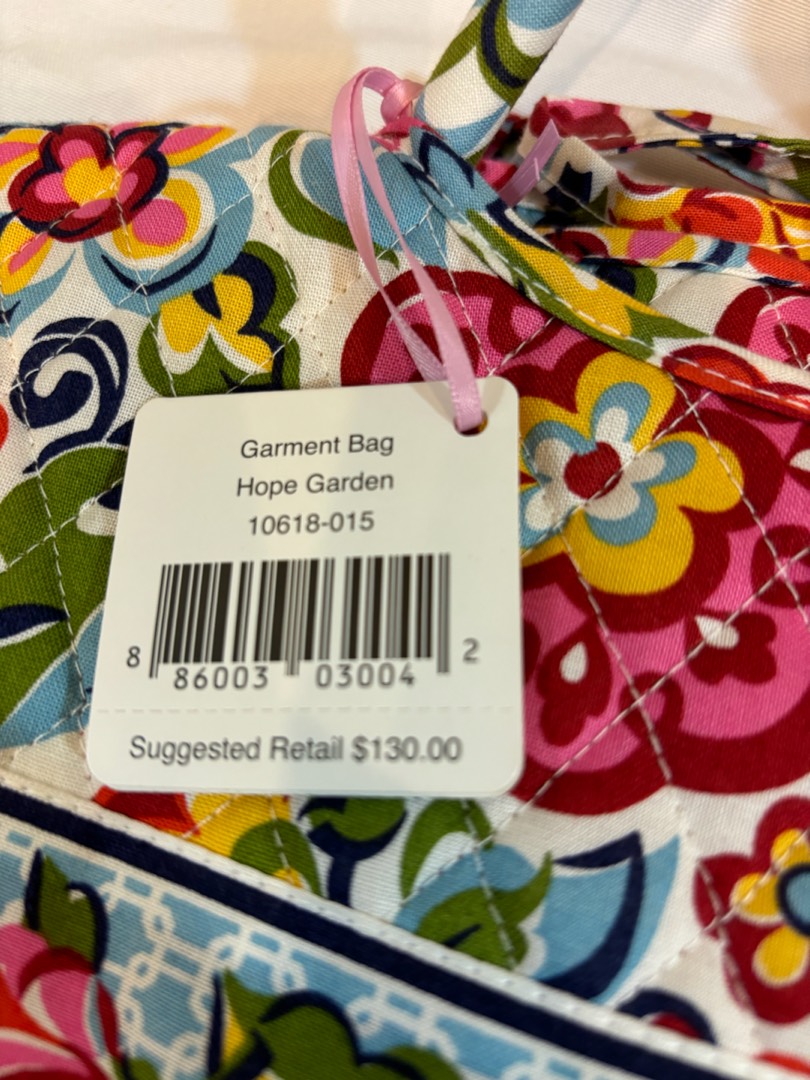 Garment Bag
Hope Garden
10618-015
8 86003 03004 2
Suggested Retail $130.00